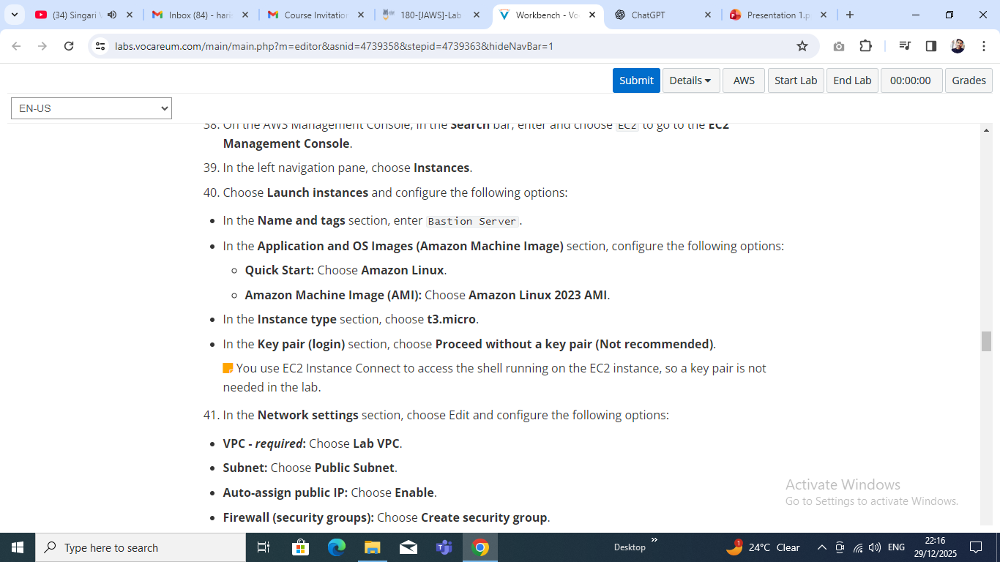 (34) Singari
Inbox (84) - haris
Course Invitation
180-[JAWS]-Lab
Workbench - Vo
ChatGPT
Presentation 1.p
labs.vocareum.com/main/main.php?m=editor&asnid=4739358&stepid=4739363&hideNavBar=1
Submit
Details
AWS
Start Lab
End Lab
00:00:00
Grades
EN-US
38. On the AWS Management Console, in the Search bar, enter and choose EC2 to go to the EC2
Management Console.
39. In the left navigation pane, choose Instances.
40. Choose Launch instances and configure the following options:
• In the Name and tags section, enter Bastion Server.
• In the Application and OS Images (Amazon Machine Image) section, configure the following options:
◦ Quick Start: Choose Amazon Linux.
◦ Amazon Machine Image (AMI): Choose Amazon Linux 2023 AMI.
• In the Instance type section, choose t3.micro.
• In the Key pair (login) section, choose Proceed without a key pair (Not recommended).
You use EC2 Instance Connect to access the shell running on the EC2 instance, so a key pair is not
needed in the lab.
41. In the Network settings section, choose Edit and configure the following options:
• VPC - required: Choose Lab VPC.
• Subnet: Choose Public Subnet.
• Auto-assign public IP: Choose Enable.
• Firewall (security groups): Choose Create security group.
Activate Windows
Go to Settings to activate Windows.
Type here to search
Desktop
1
24°C Clear
ENG
22:16
29/12/2025